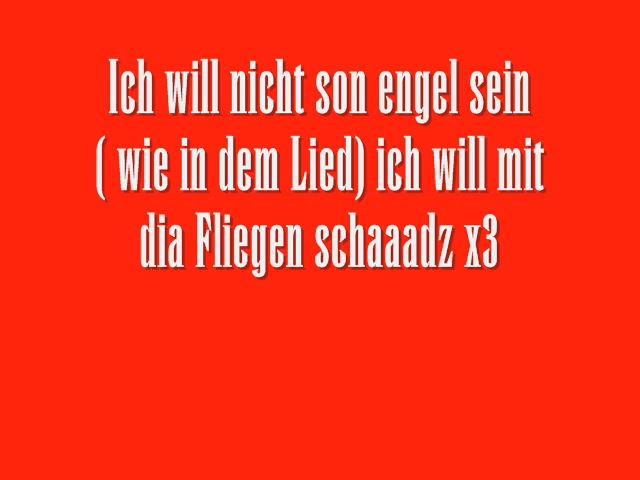 Ich will nicht son engel sein
( wie in dem Lied) ich will mit
dia Fliegen schaaadz x3